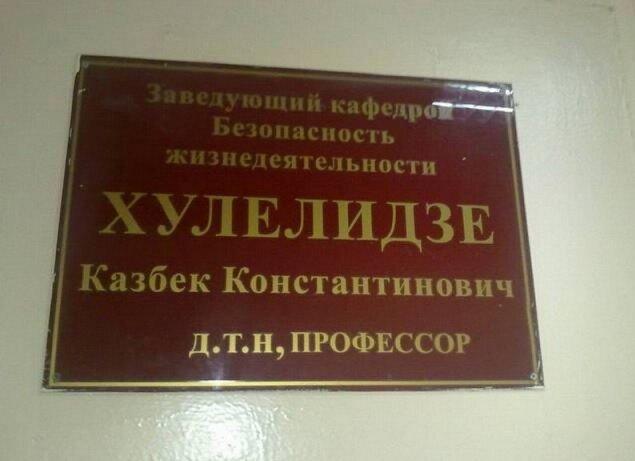 Заведующий кафедрой
Безопасность
жизнедеятельности
ХУЛЕЛИДЗЕ
Казбек Константинович
д.т.н, ПРОФЕССОР